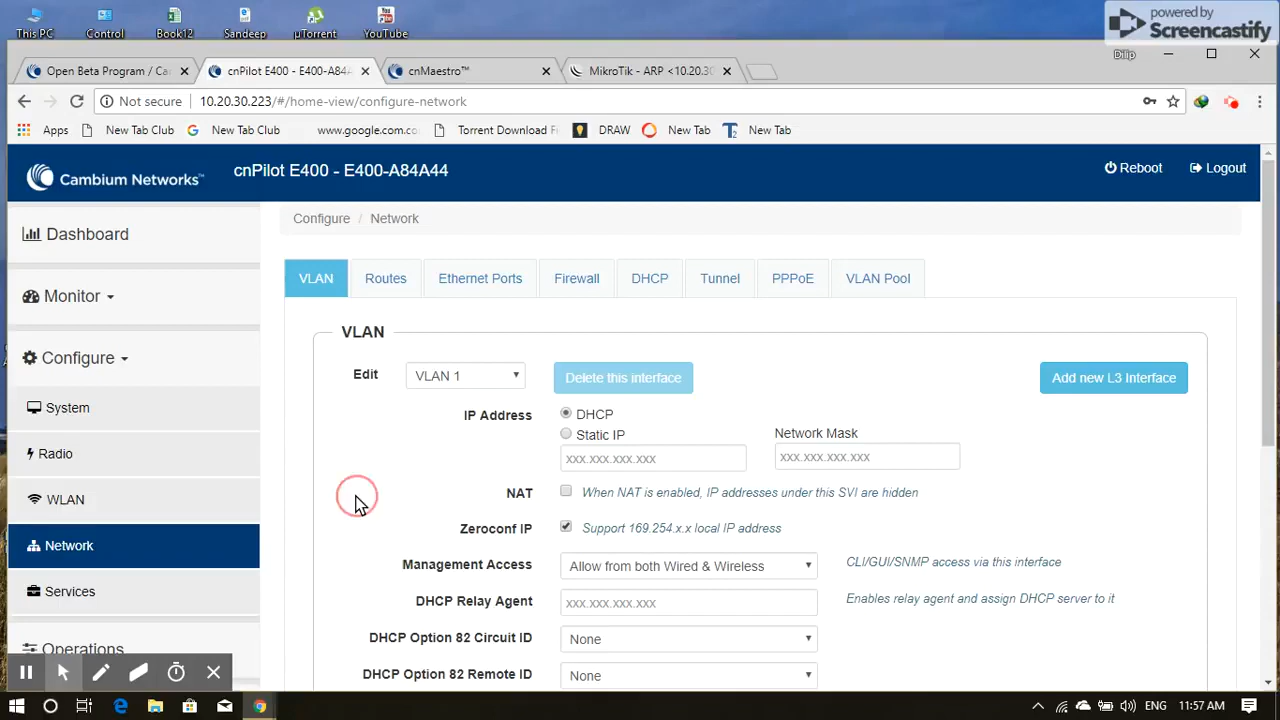 This PC Control Book12 Sandeep µTorrent YouTube
powered by
Screencastify
Dilip
Open Beta Program / Ca cnPilot E400 - E400-A84A cnMaestro™ MikroTik - ARP <10.20.30
Not secure 10.20.30.223/#/home-view/configure-network
Apps New Tab Club New Tab Club www.google.com.co Torrent Download F DRAW New Tab New Tab
Cambium Networks™ cnPilot E400 - E400-A84A44 Reboot Logout
Dashboard
Monitor
Configure
System
Radio
WLAN
Network
Services
Operations
Configure / Network
VLAN Routes Ethernet Ports Firewall DHCP Tunnel PPPoE VLAN Pool
VLAN
Edit VLAN 1 Delete this interface Add new L3 Interface
IP Address DHCP
Static IP Network Mask
xxx.xxx.xxx.xxx xxx.xxx.xxx.xxx
NAT When NAT is enabled, IP addresses under this SVI are hidden
Zeroconf IP Support 169.254.x.x local IP address
Management Access Allow from both Wired & Wireless CLI/GUI/SNMP access via this interface
DHCP Relay Agent xxx.xxx.xxx.xxx Enables relay agent and assign DHCP server to it
DHCP Option 82 Circuit ID None
DHCP Option 82 Remote ID None
ENG 11:57 AM